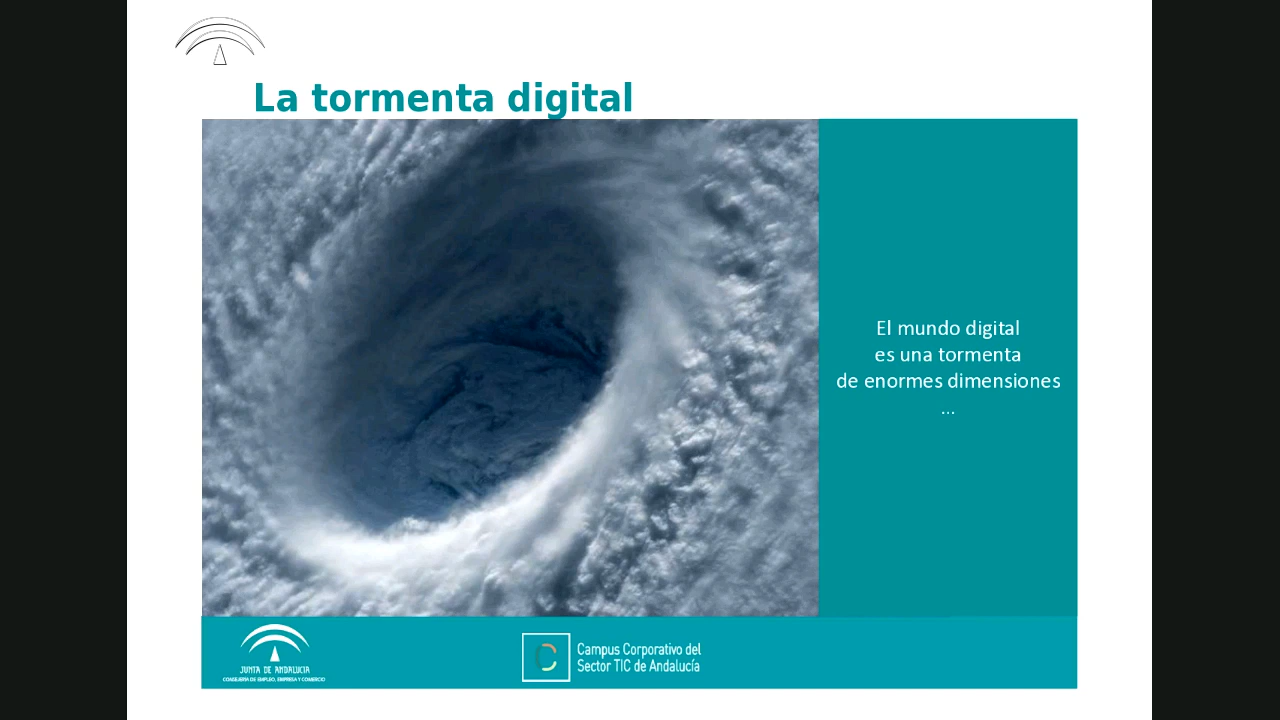 La tormenta digital
El mundo digital
es una tormenta
de enormes dimensiones
...
JUNTA DE ANDALUCIA
CONSEJERÍA DE EMPLEO, EMPRESA Y COMERCIO
Campus Corporativo del
Sector TIC de Andalucía